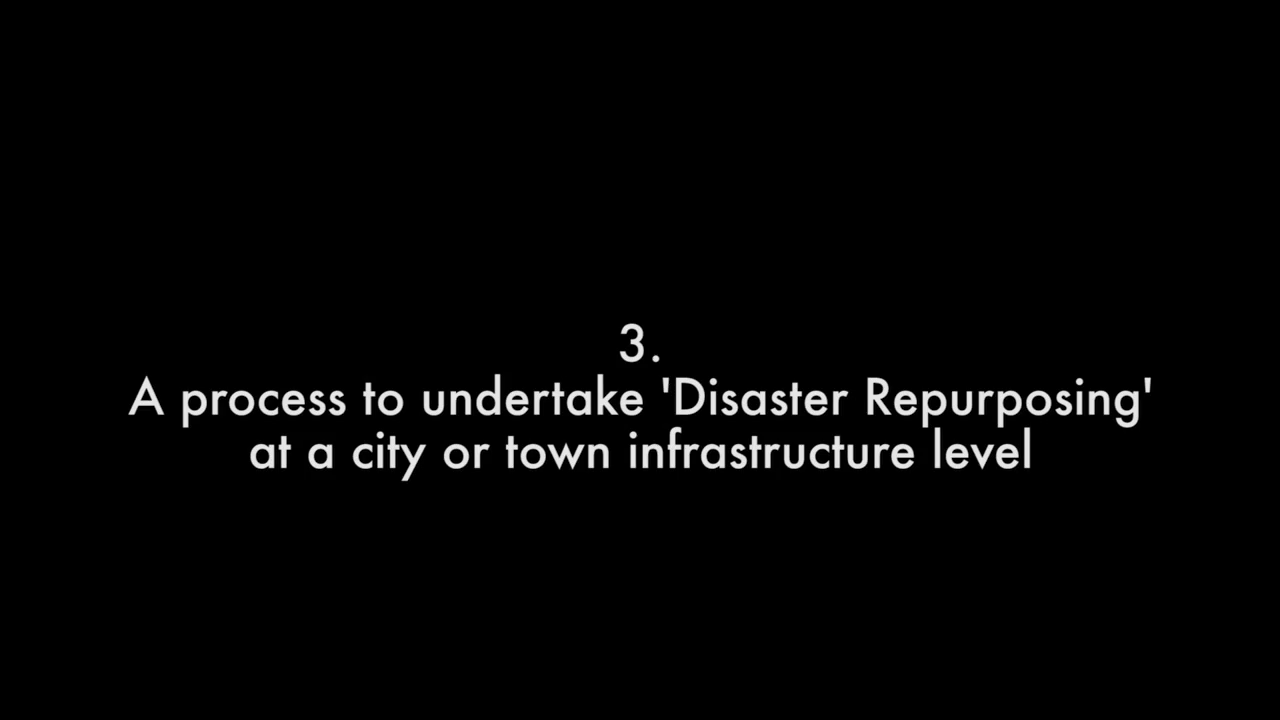 3.
A process to undertake 'Disaster Repurposing'
at a city or town infrastructure level